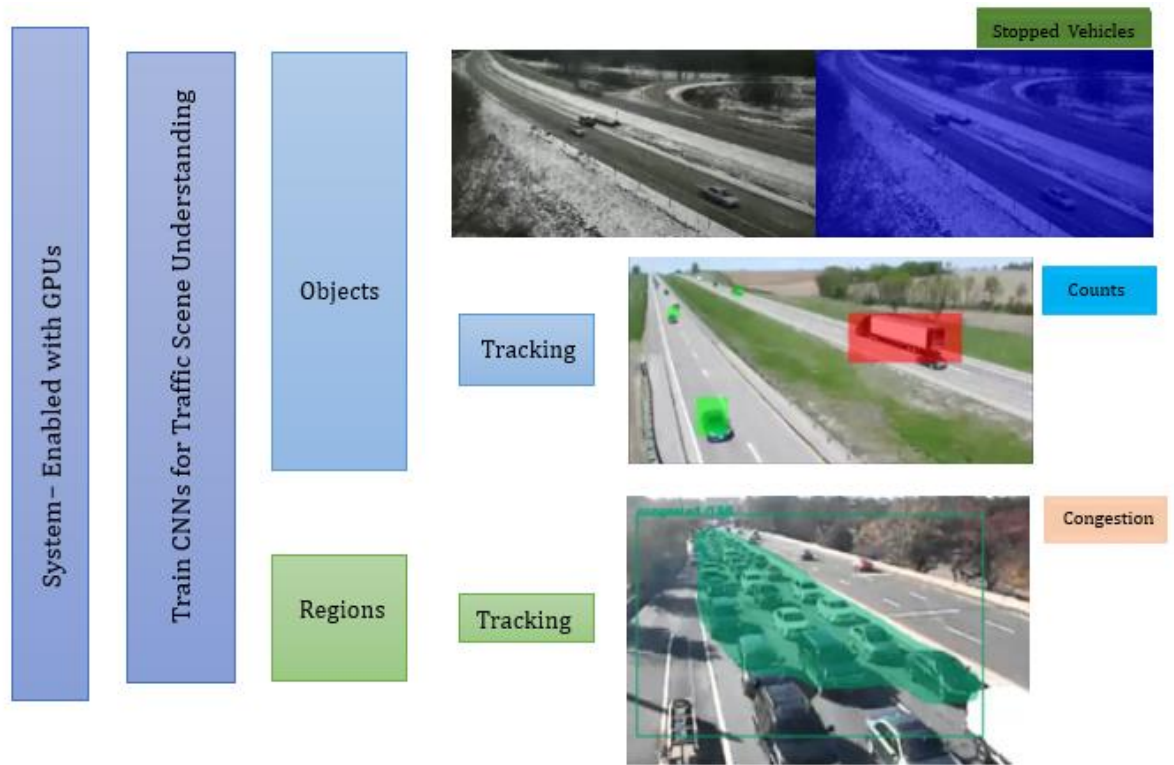 System- Enabled with GPUs
Train CNNs for Traffic Scene Understanding
Objects
Regions
Tracking
Tracking
Stopped Vehicles
Counts
Congestion